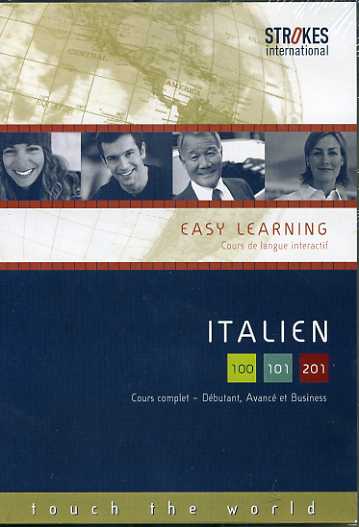 STROKES
international
EASY LEARNING
Cours de langue interactif
ITALIEN
100 101 201
Cours complet – Débutant, Avancé et Business
touch the world